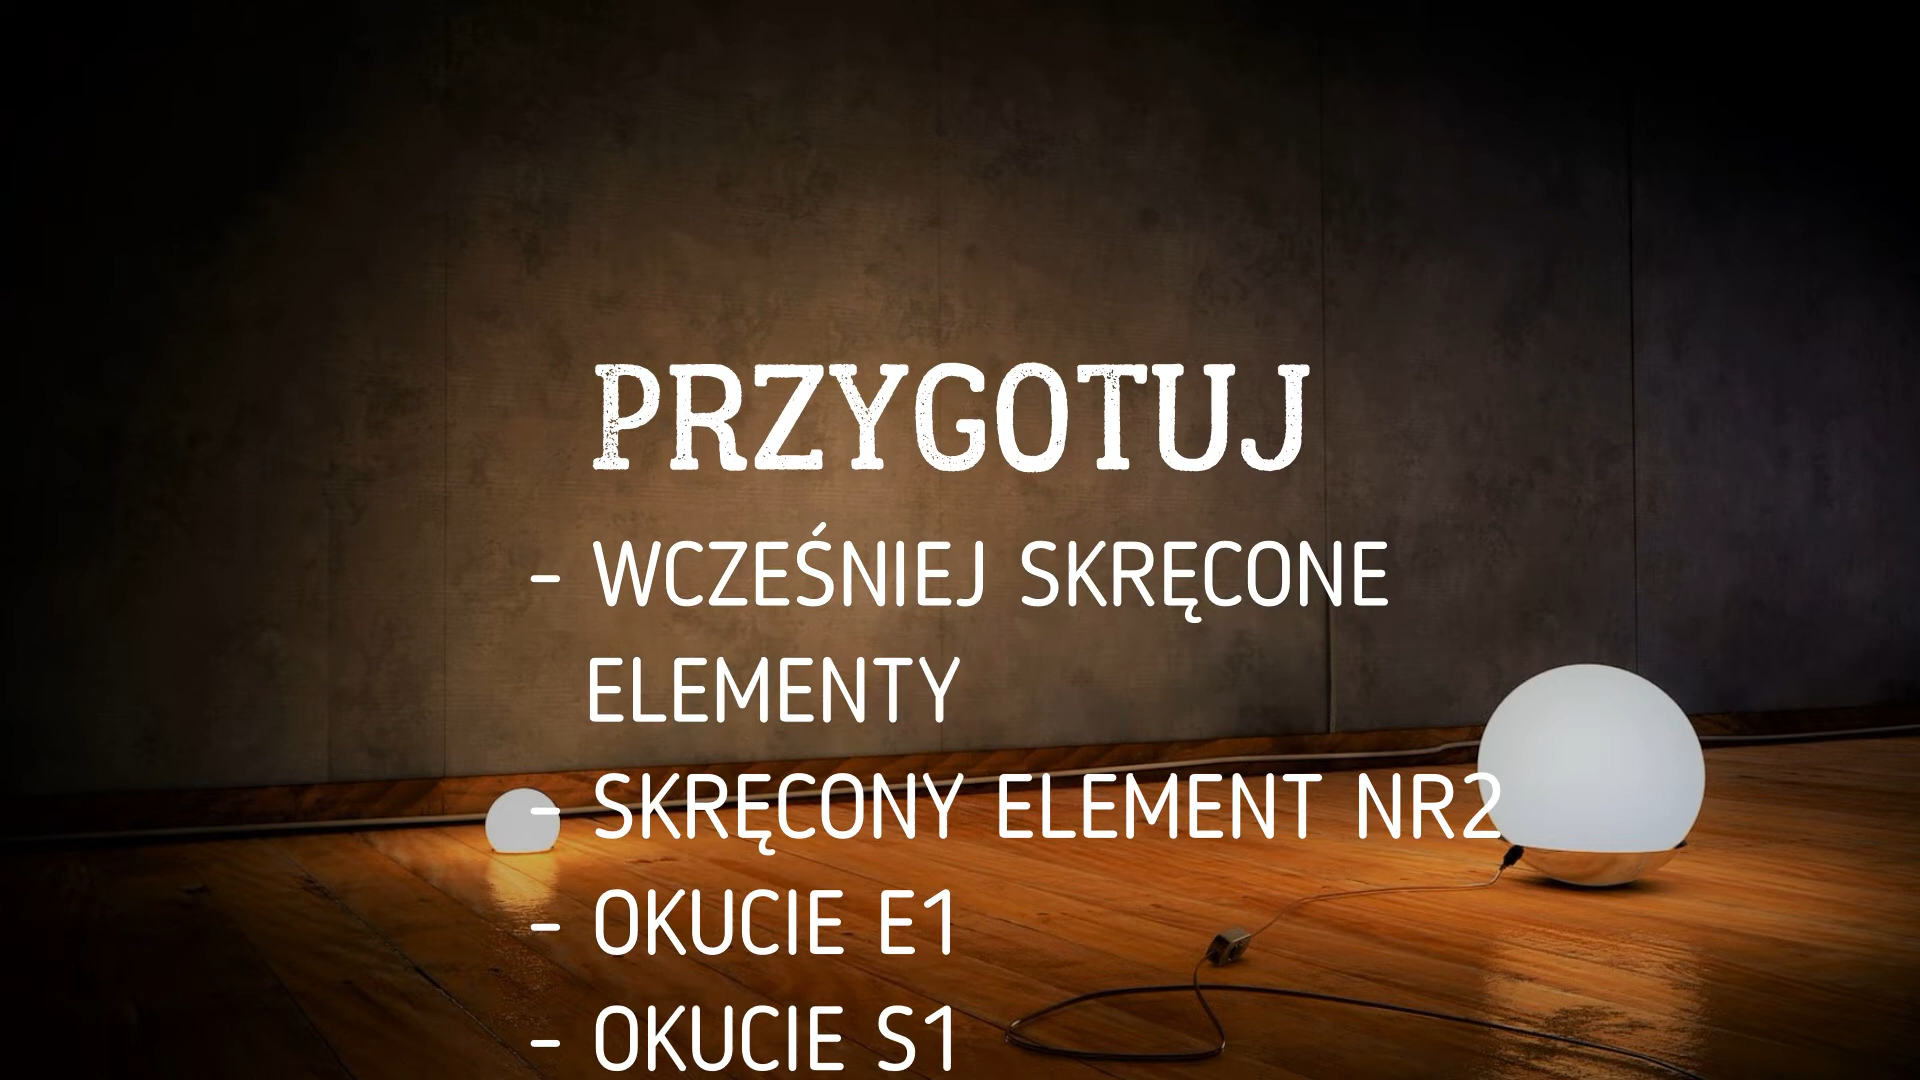 PRZYGOTUJ
- WCZEŚNIEJ SKRĘCONE
ELEMENTY
- SKRĘCONY ELEMENT NR2
- OKUCIE E1
- OKUCIE S1